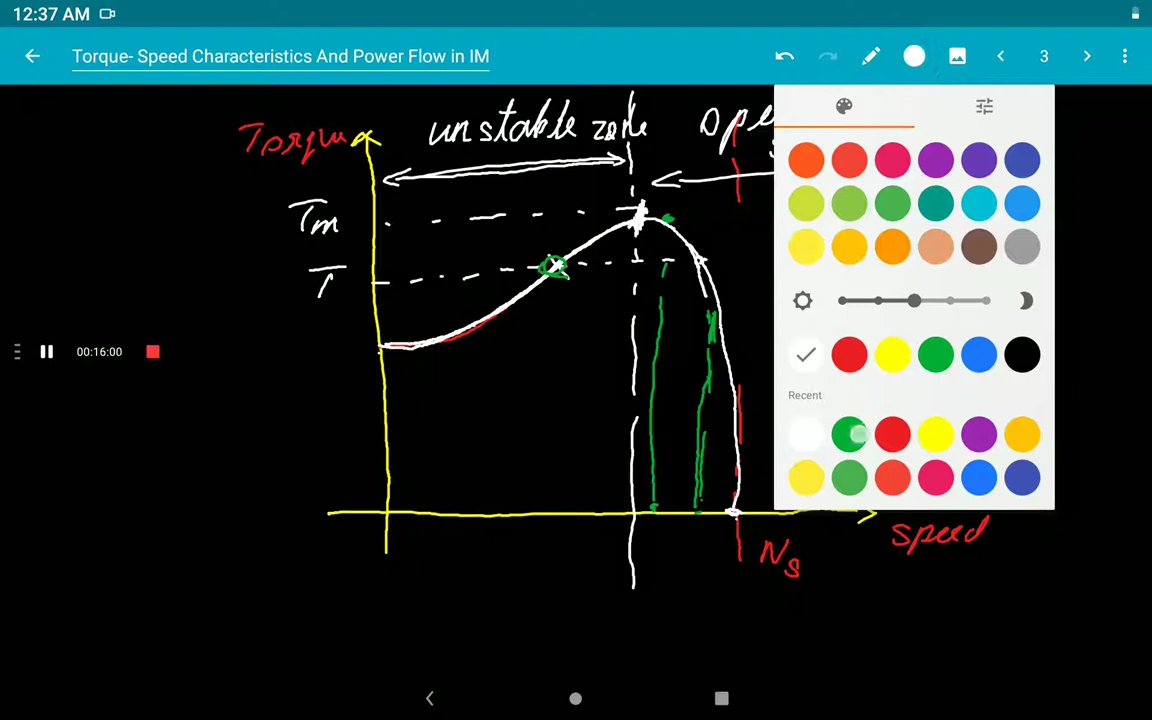 12:37 AM
Torque- Speed Characteristics And Power Flow in IM
3
unstable zone
ope
Torque
Tm
T
00:16:00
Recent
speed
Ns